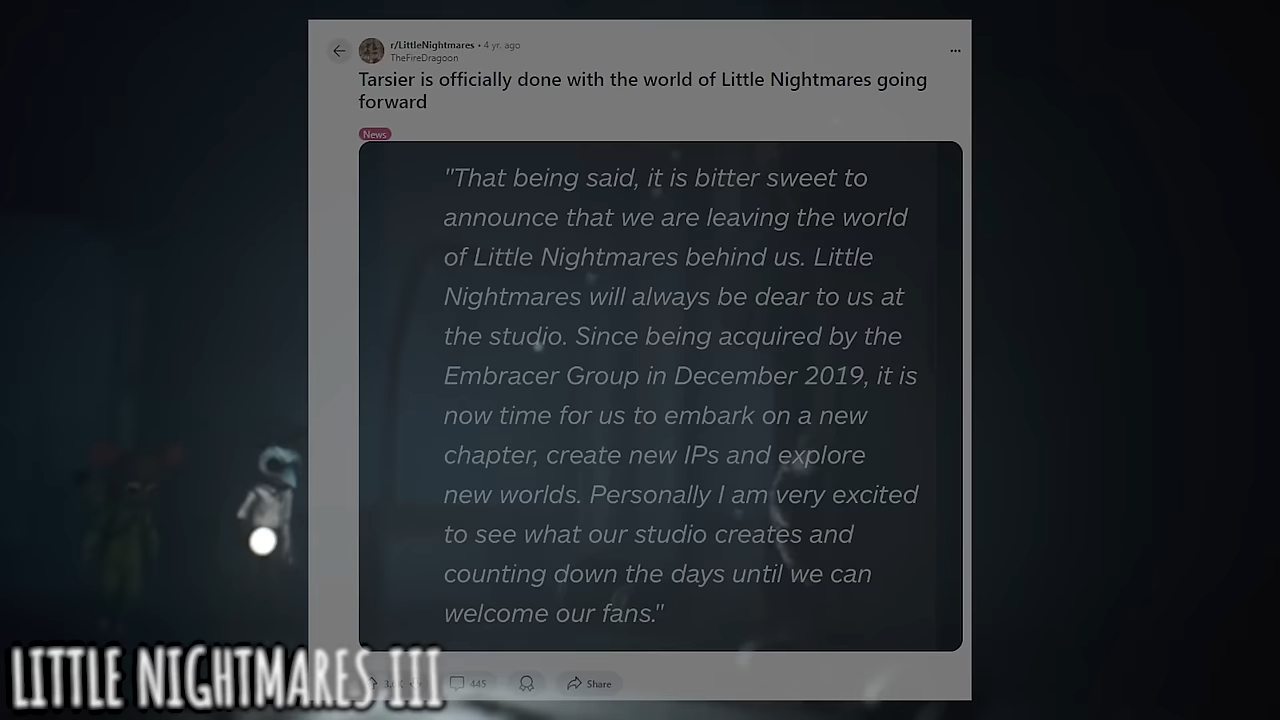 r/LittleNightmares • 4 yr. ago
TheFireDragoon
Tarsier is officially done with the world of Little Nightmares going
forward
News
"That being said, it is bitter sweet to
announce that we are leaving the world
of Little Nightmares behind us. Little
Nightmares will always be dear to us at
the studio. Since being acquired by the
Embracer Group in December 2019, it is
now time for us to embark on a new
chapter, create new IPs and explore
new worlds. Personally I am very excited
to see what our studio creates and
counting down the days until we can
welcome our fans."
445 Share
LITTLE NIGHTMARES III